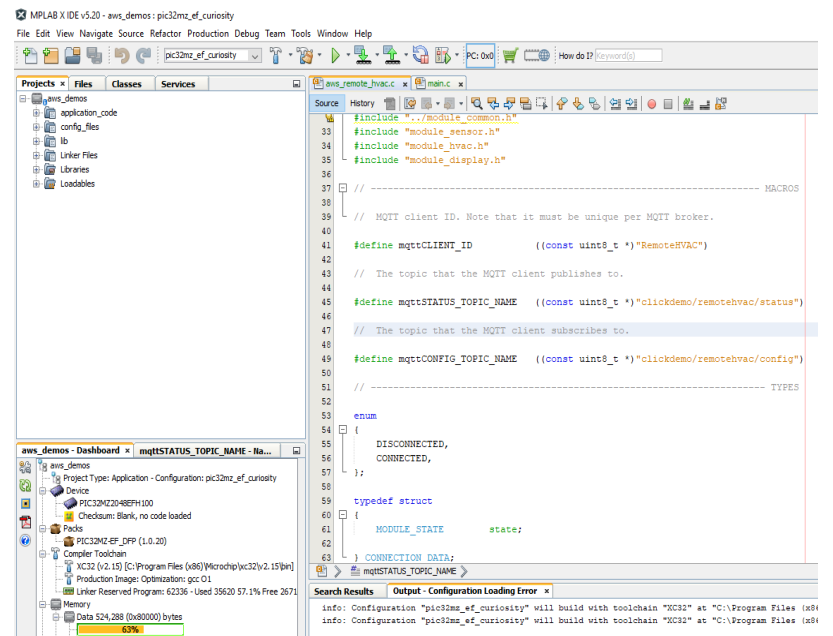 MPLAB X IDE v5.20 - aws_demos : pic32mz_ef_curiosity
File Edit View Navigate Source Refactor Production Debug Team Tools Window Help
pic32mz_ef_curiosity
PC: 0x0
How do I? Keyword(s)
Projects x Files Classes Services
aws_demos
application_code
config_files
lib
Linker Files
Libraries
Loadables
aws_remote_hvac.c x main.c x
Source History
#include "../module_common.h"
33 #include "module_sensor.h"
34 #include "module_hvac.h"
35 #include "module_display.h"
36
37 // ------------------------------------------------------------------- MACROS
38
39 // MQTT client ID. Note that it must be unique per MQTT broker.
40
41 #define mqttCLIENT_ID ((const uint8_t *)"RemoteHVAC")
42
43 // The topic that the MQTT client publishes to.
44
45 #define mqttSTATUS_TOPIC_NAME ((const uint8_t *)"clickdemo/remotehvac/status")
46
47 // The topic that the MQTT client subscribes to.
48
49 #define mqttCONFIG_TOPIC_NAME ((const uint8_t *)"clickdemo/remotehvac/config")
50
51 // -------------------------------------------------------------------- TYPES
52
53 enum
54 {
55 DISCONNECTED,
56 CONNECTED,
57 };
58
59 typedef struct
60 {
61 MODULE_STATE state;
62
63 } CONNECTION_DATA;
mqttSTATUS_TOPIC_NAME
aws_demos - Dashboard x mqttSTATUS_TOPIC_NAME - Na...
aws_demos
Project Type: Application - Configuration: pic32mz_ef_curiosity
Device
PIC32MZ2048EFH100
Checksum: Blank, no code loaded
Packs
PIC32MZ-EF_DFP (1.0.20)
Compiler Toolchain
XC32 (v2.15) [C:\Program Files (x86)\Microchip\xc32\v2.15\bin]
Production Image: Optimization: gcc O1
Linker Reserved Program: 62336 - Used 35620 57.1% Free 2671
Memory
Data 524,288 (0x80000) bytes
63%
Search Results Output - Configuration Loading Error x
info: Configuration "pic32mz_ef_curiosity" will build with toolchain "XC32" at "C:\Program Files (x86
info: Configuration "pic32mz_ef_curiosity" will build with toolchain "XC32" at "C:\Program Files (x86